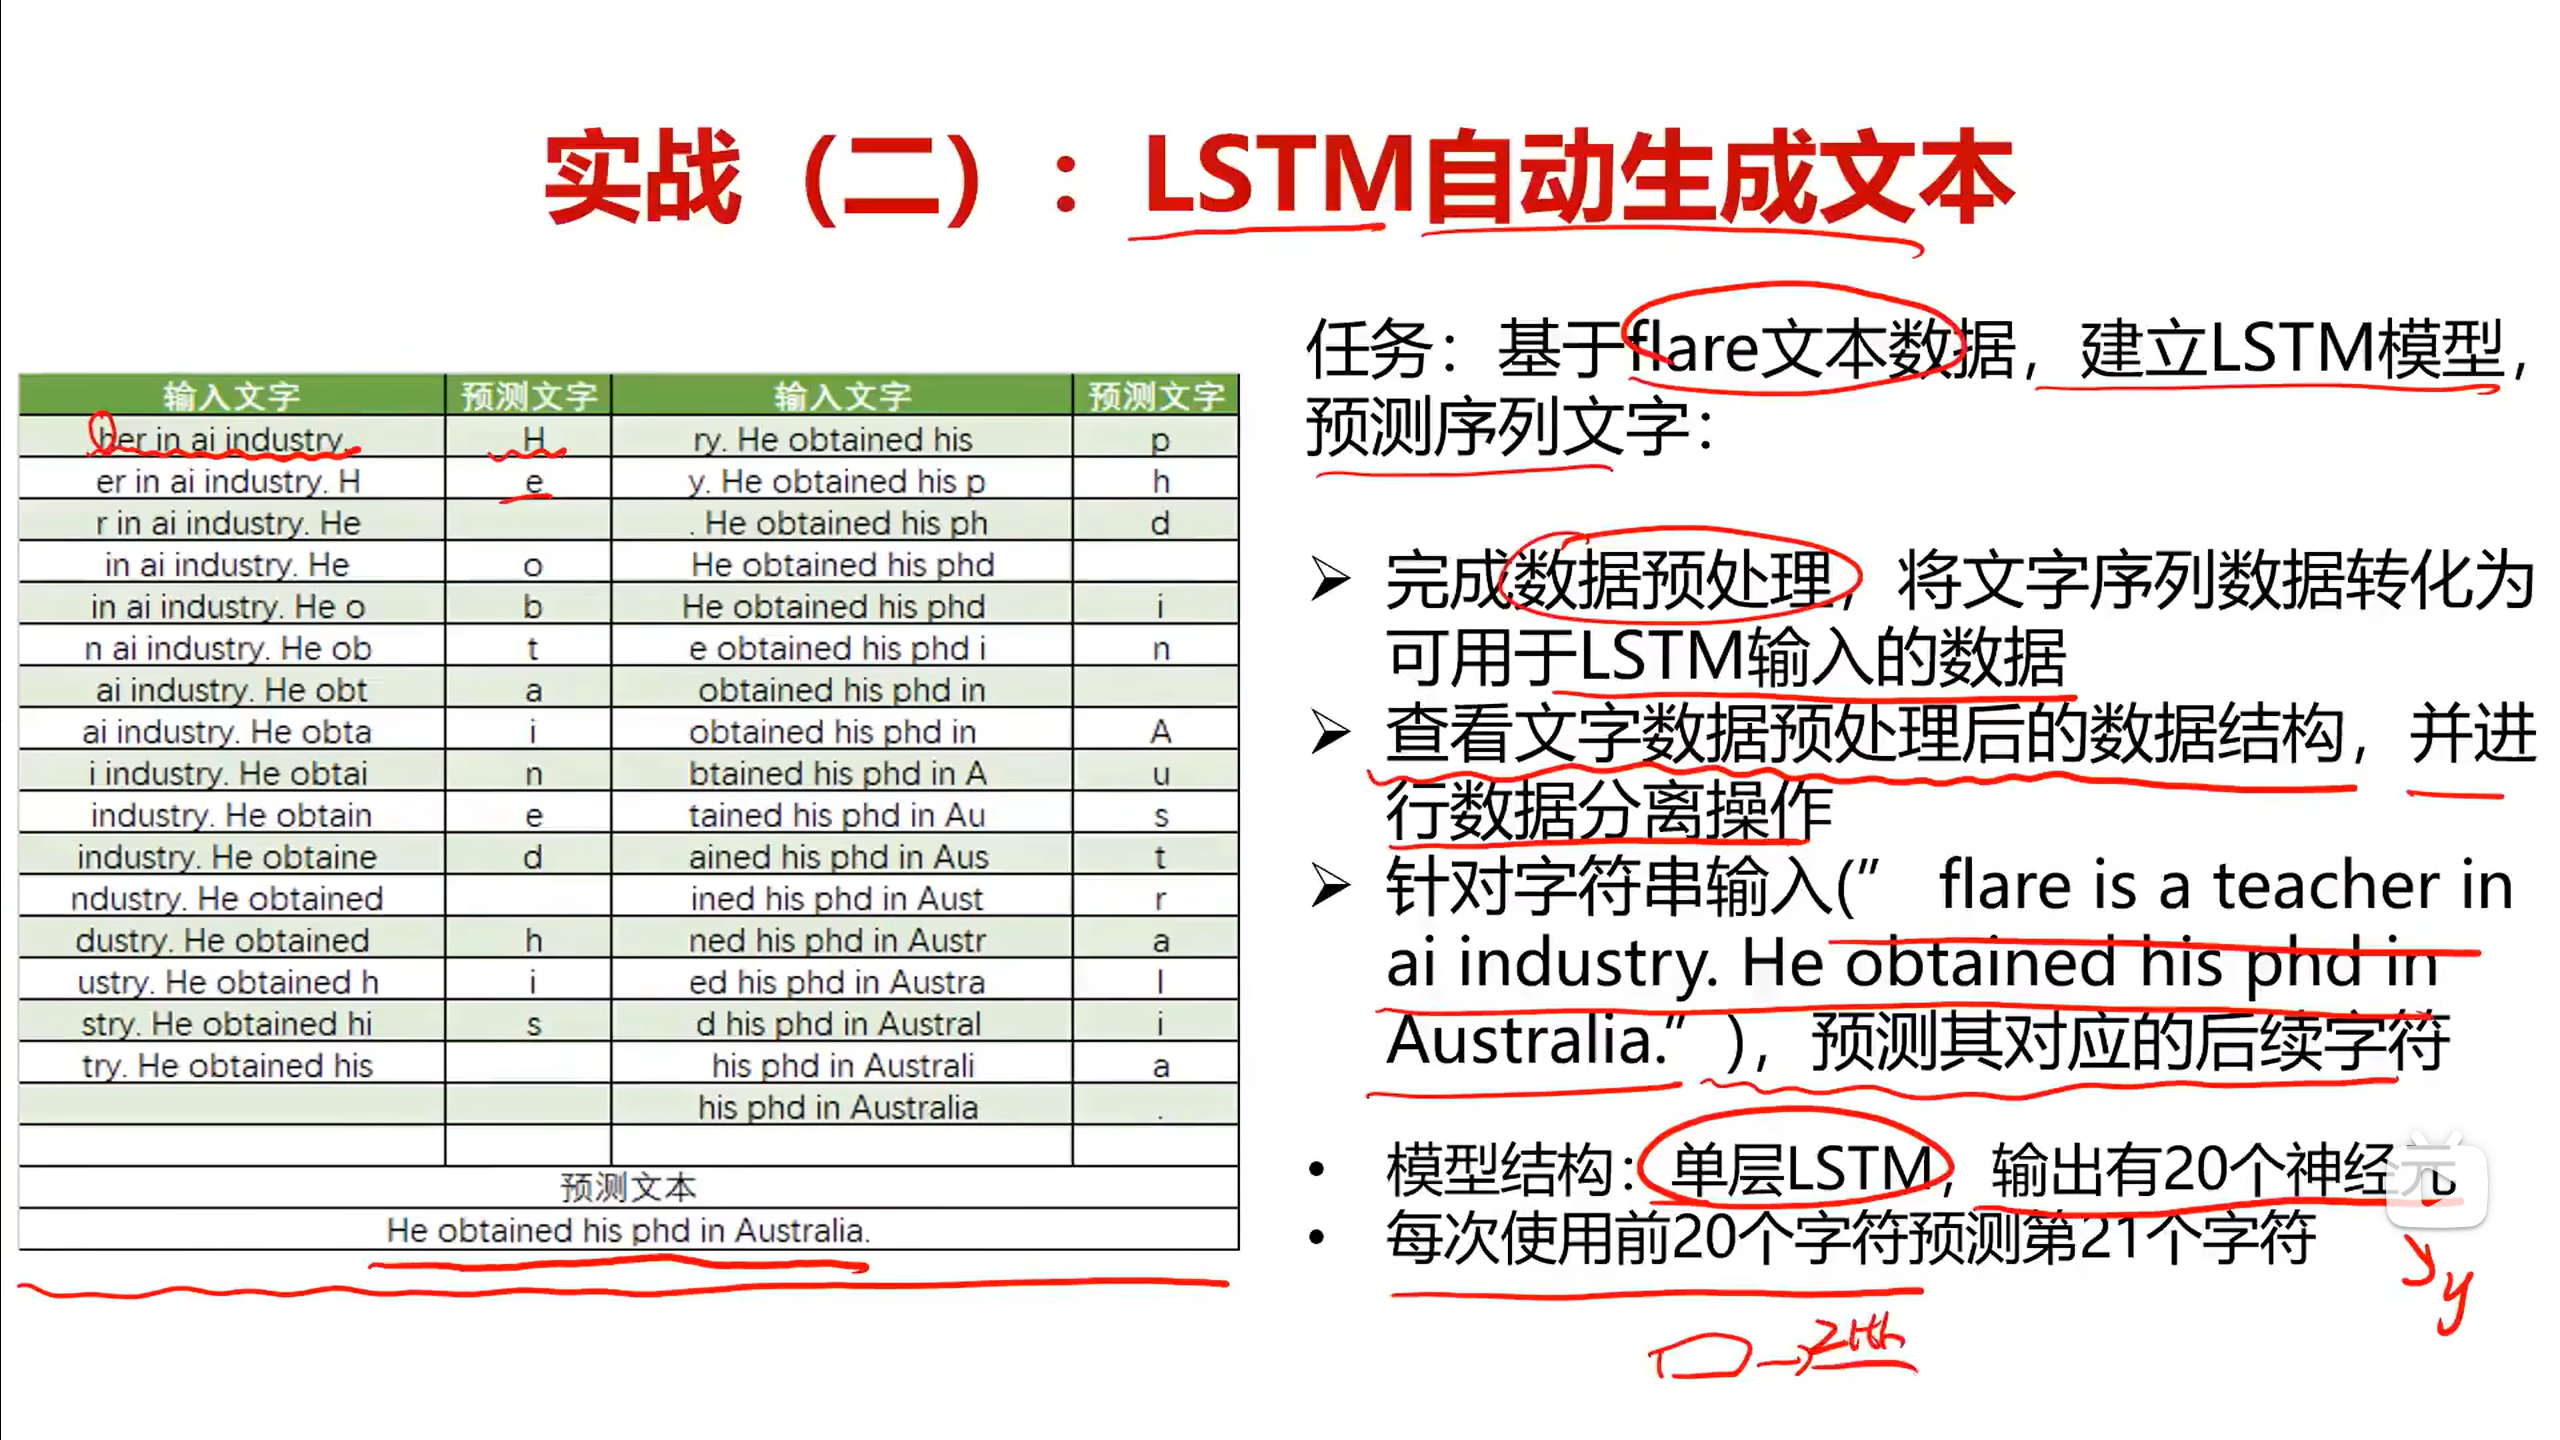 实战（二）：LSTM自动生成文本
输入文字 预测文字 输入文字 预测文字
her in ai industry. H ry. He obtained his p
er in ai industry. H e y. He obtained his p h
r in ai industry. He . He obtained his ph d
in ai industry. He o He obtained his phd
in ai industry. He o b He obtained his phd i
n ai industry. He ob t e obtained his phd i n
ai industry. He obt a obtained his phd in
ai industry. He obta i obtained his phd in A
i industry. He obtai n btained his phd in A u
industry. He obtain e tained his phd in Au s
industry. He obtaine d ained his phd in Aus t
ndustry. He obtained ined his phd in Aust r
dustry. He obtained h ned his phd in Austr a
ustry. He obtained h i ed his phd in Austra l
stry. He obtained hi s d his phd in Austral i
try. He obtained his his phd in Australi a
his phd in Australia .
预测文本
He obtained his phd in Australia.
任务：基于flare文本数据，建立LSTM模型，
预测序列文字：
➢ 完成数据预处理，将文字序列数据转化为
可用于LSTM输入的数据
➢ 查看文字数据预处理后的数据结构，并进
行数据分离操作
➢ 针对字符串输入(” flare is a teacher in
ai industry. He obtained his phd in
Australia.” )，预测其对应的后续字符
• 模型结构：单层LSTM，输出有20个神经元
• 每次使用前20个字符预测第21个字符
21th
y